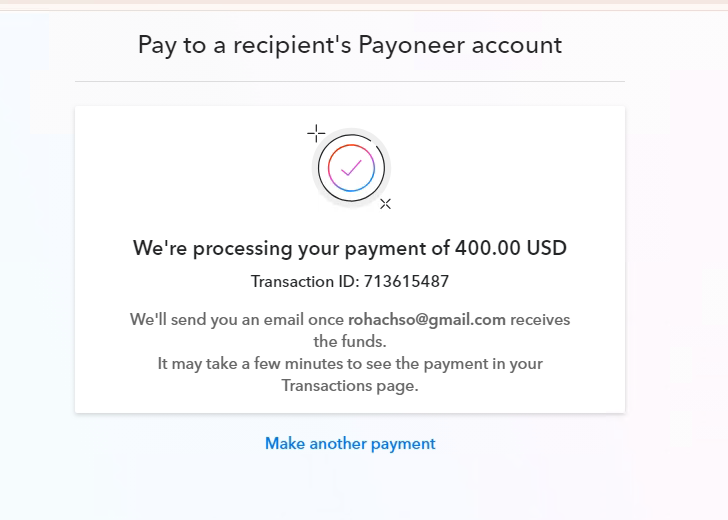 Pay to a recipient's Payoneer account
We're processing your payment of 400.00 USD
Transaction ID: 713615487
We'll send you an email once rohachso@gmail.com receives
the funds.
It may take a few minutes to see the payment in your
Transactions page.
Make another payment